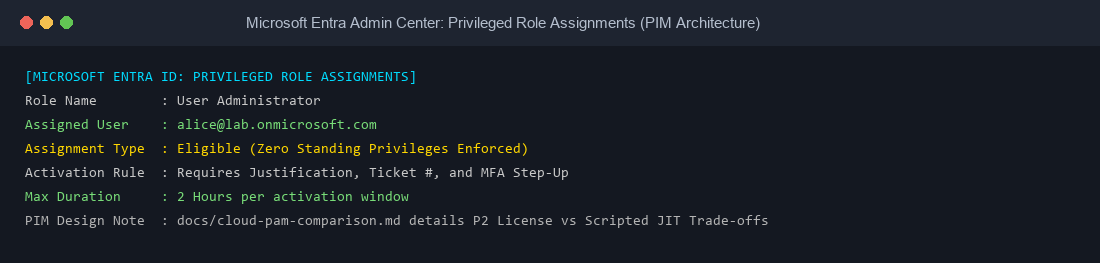 Microsoft Entra Admin Center: Privileged Role Assignments (PIM Architecture)
[MICROSOFT ENTRA ID: PRIVILEGED ROLE ASSIGNMENTS]
Role Name       : User Administrator
Assigned User    : alice@lab.onmicrosoft.com
Assignment Type  : Eligible (Zero Standing Privileges Enforced)
Activation Rule  : Requires Justification, Ticket #, and MFA Step-Up
Max Duration     : 2 Hours per activation window
PIM Design Note  : docs/cloud-pam-comparison.md details P2 License vs Scripted JIT Trade-offs